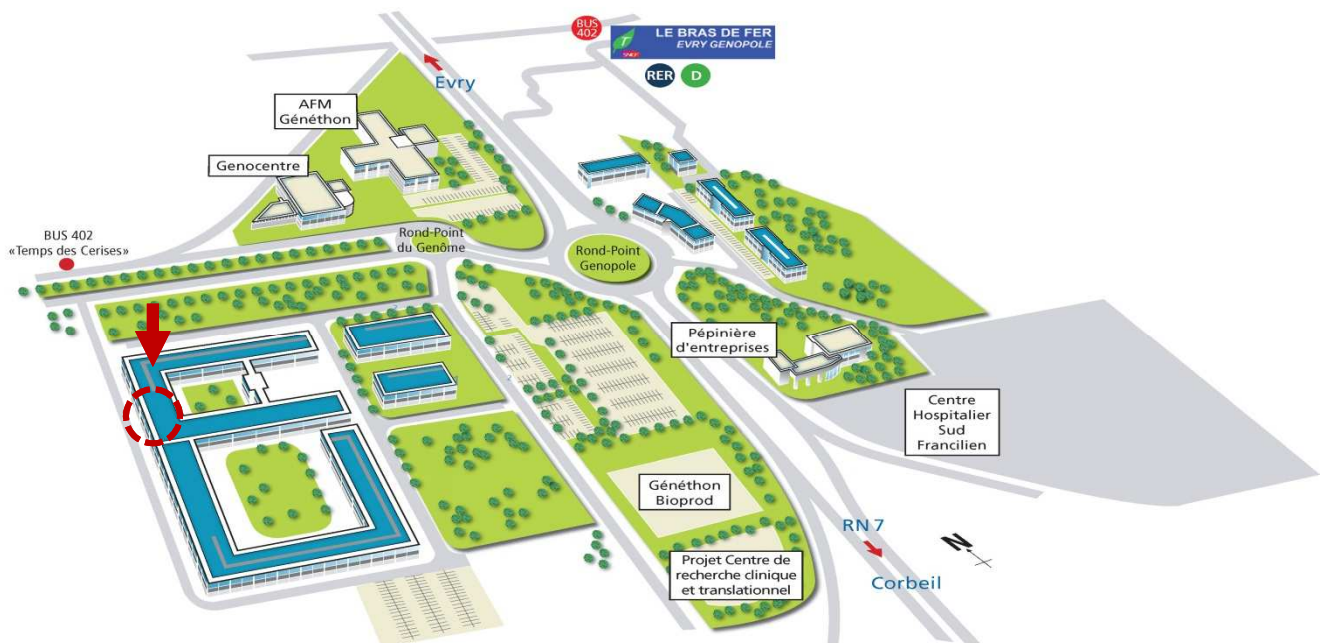 BUS
402
LE BRAS DE FER
EVRY GENOPOLE
T
SNCF
RER
D
Evry
AFM
Généthon
Genocentre
BUS 402
«Temps des Cerises»
Rond-Point
du Genôme
Rond-Point
Genopole
Pépinière
d'entreprises
Centre
Hospitalier
Sud
Francilien
Généthon
Bioprod
RN 7
N
Projet Centre de
recherche clinique
et translationnel
Corbeil